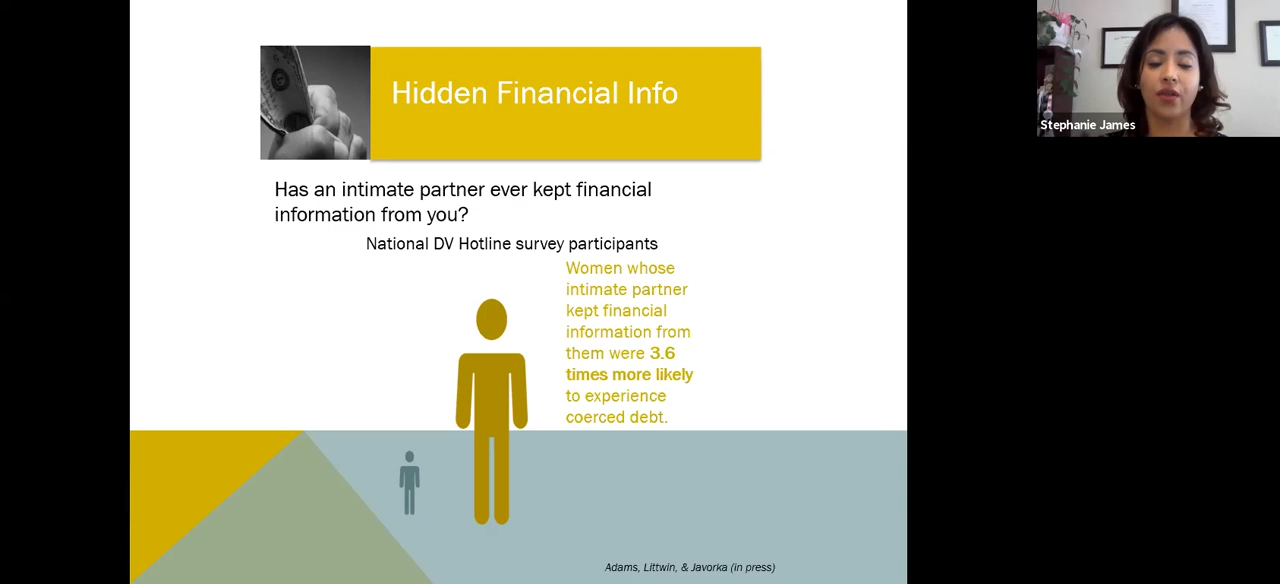 Hidden Financial Info
Has an intimate partner ever kept financial
information from you?
National DV Hotline survey participants
Women whose
intimate partner
kept financial
information from
them were 3.6
times more likely
to experience
coerced debt.
Adams, Littwin, & Javorka (in press)
Stephanie James